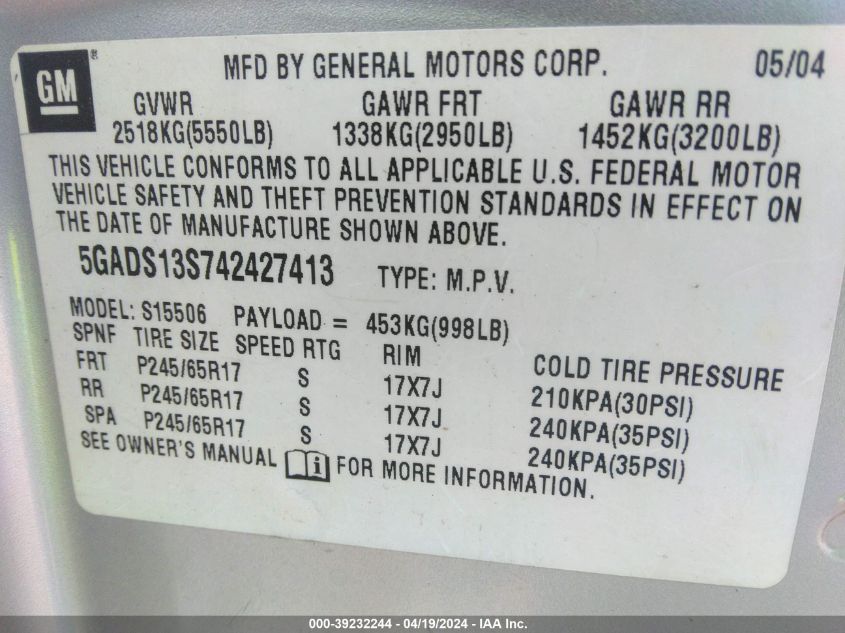 GM®
MFD BY GENERAL MOTORS CORP. 05/04
GVWR GAWR FRT GAWR RR
2518KG(5550LB) 1338KG(2950LB) 1452KG(3200LB)
THIS VEHICLE CONFORMS TO ALL APPLICABLE U.S. FEDERAL MOTOR
VEHICLE SAFETY AND THEFT PREVENTION STANDARDS IN EFFECT ON
THE DATE OF MANUFACTURE SHOWN ABOVE.
5GADS13S742427413 TYPE: M.P.V.
MODEL: S15506 PAYLOAD = 453KG(998LB)
SPNF TIRE SIZE SPEED RTG RIM COLD TIRE PRESSURE
FRT P245/65R17 S 17X7J 210KPA(30PSI)
RR P245/65R17 S 17X7J 240KPA(35PSI)
SPA P245/65R17 S 17X7J 240KPA(35PSI)
SEE OWNER'S MANUAL FOR MORE INFORMATION.
000-39232244 - 04/19/2024 - IAA Inc.